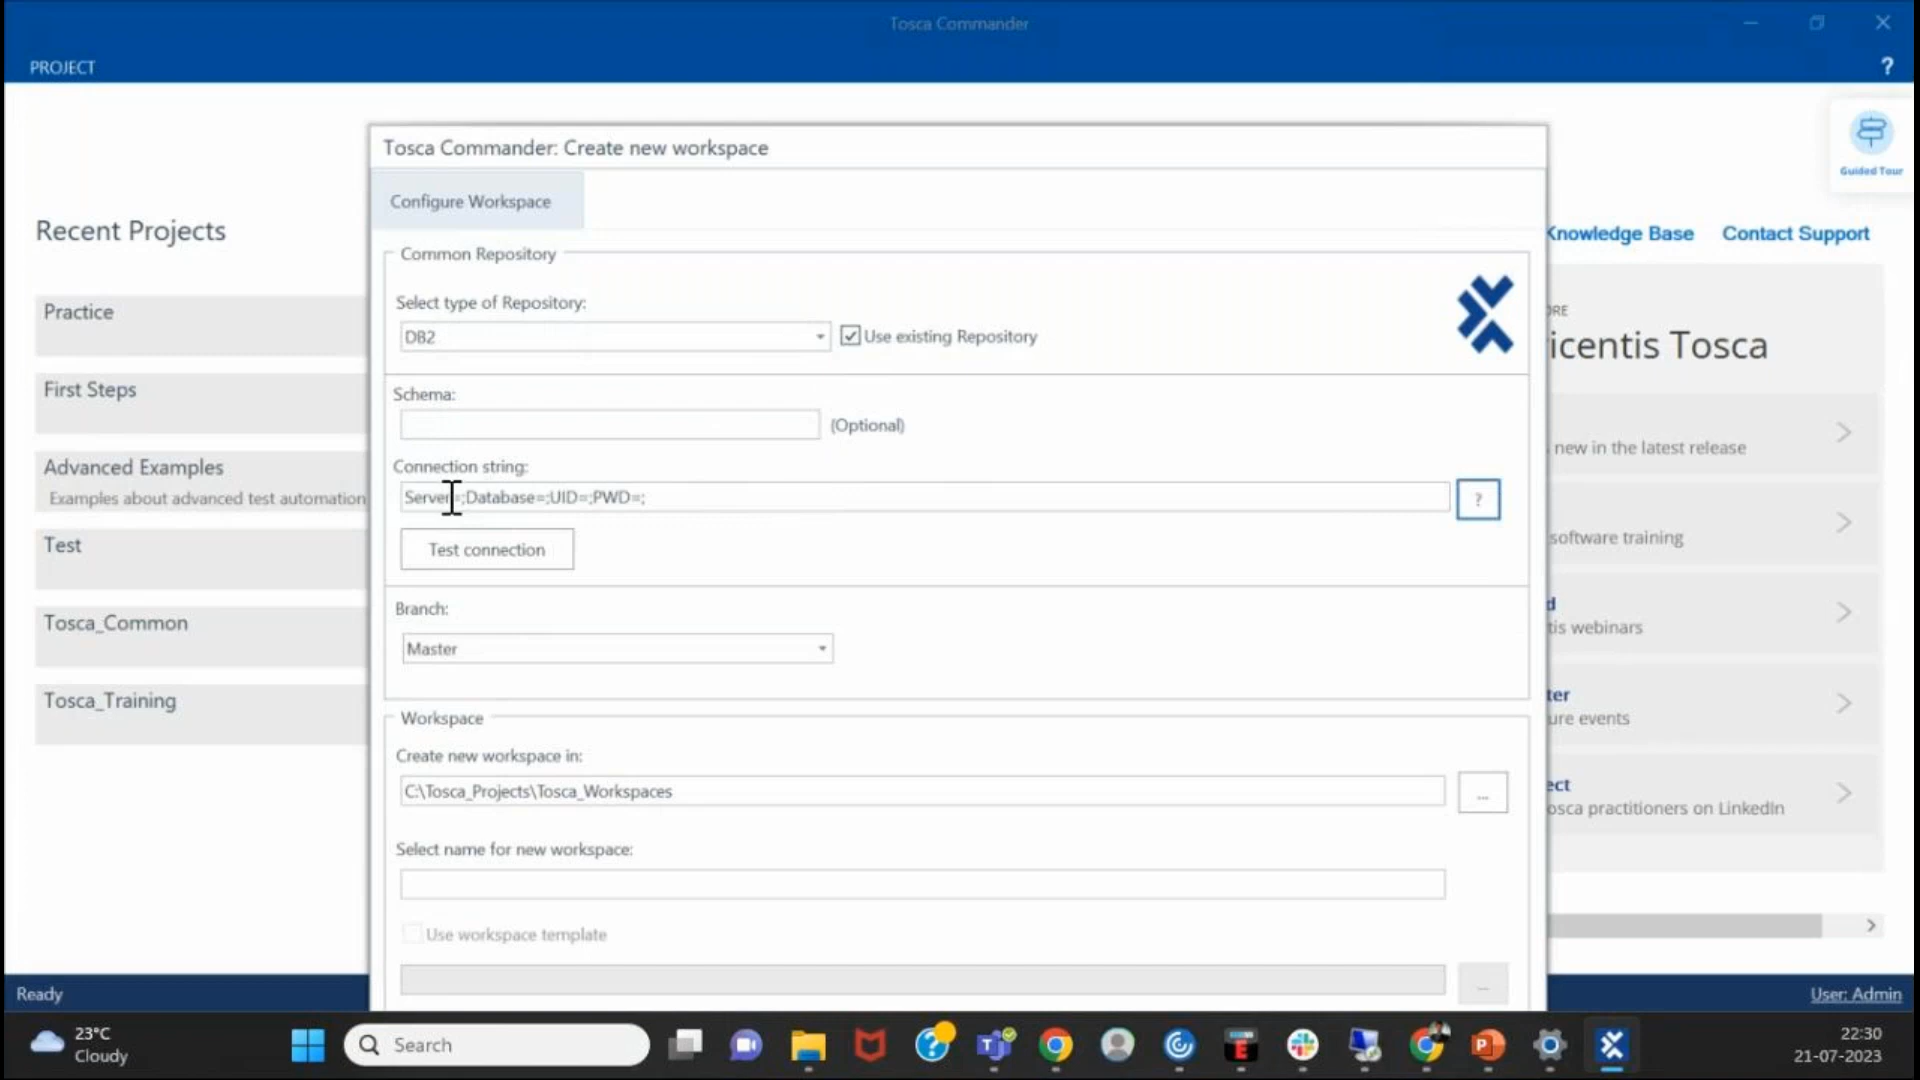 Tosca Commander
PROJECT
?
Guided Tour
Tosca Commander: Create new workspace
Configure Workspace
Recent Projects
Knowledge Base
Contact Support
Common Repository
Select type of Repository:
DB2
Use existing Repository
Practice
First Steps
Advanced Examples
Examples about advanced test automation
Test
Tosca_Common
Tosca_Training
Schema:
(Optional)
Connection string:
Server=;Database=;UID=;PWD=;
?
Test connection
Branch:
Master
Workspace
Create new workspace in:
C:\Tosca_Projects\Tosca_Workspaces
...
Select name for new workspace:
Use workspace template
...
ORE
icentis Tosca
new in the latest release
software training
d
tis webinars
ter
ure events
ect
osca practitioners on LinkedIn
Ready
User: Admin
23°C
Cloudy
Search
22:30
21-07-2023